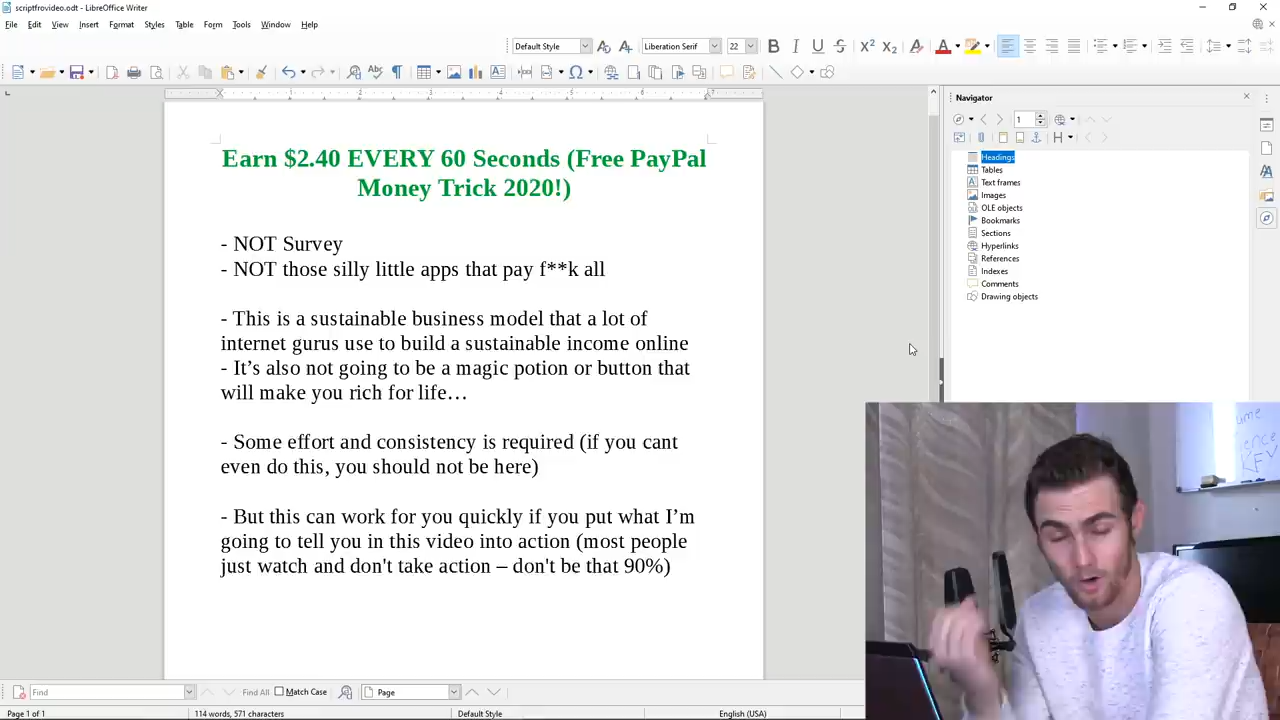 scriptfrovideo.odt - LibreOffice Writer
File Edit View Insert Format Styles Table Form Tools Window Help
Default Style Liberation Serif 22
Navigator
1
Earn $2.40 EVERY 60 Seconds (Free PayPal
Money Trick 2020!)
- NOT Survey
- NOT those silly little apps that pay f**k all
- This is a sustainable business model that a lot of
internet gurus use to build a sustainable income online
- It’s also not going to be a magic potion or button that
will make you rich for life…
- Some effort and consistency is required (if you cant
even do this, you should not be here)
- But this can work for you quickly if you put what I’m
going to tell you in this video into action (most people
just watch and don't take action – don't be that 90%)
Headings
Tables
Text frames
Images
OLE objects
Bookmarks
Sections
Hyperlinks
References
Indexes
Comments
Drawing objects
Find Find All Match Case Page
Page 1 of 1 114 words, 571 characters Default Style English (USA)